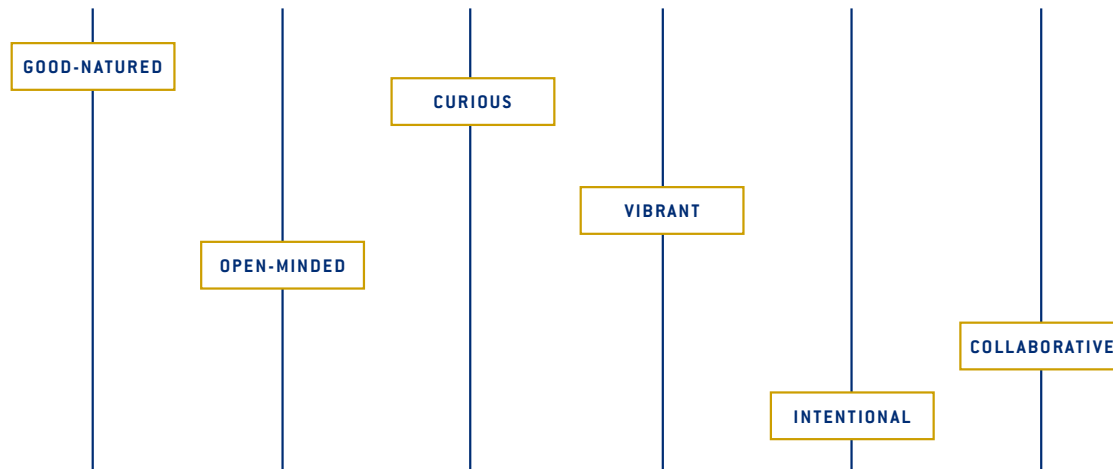 GOOD-NATURED
OPEN-MINDED
CURIOUS
VIBRANT
INTENTIONAL
COLLABORATIVE